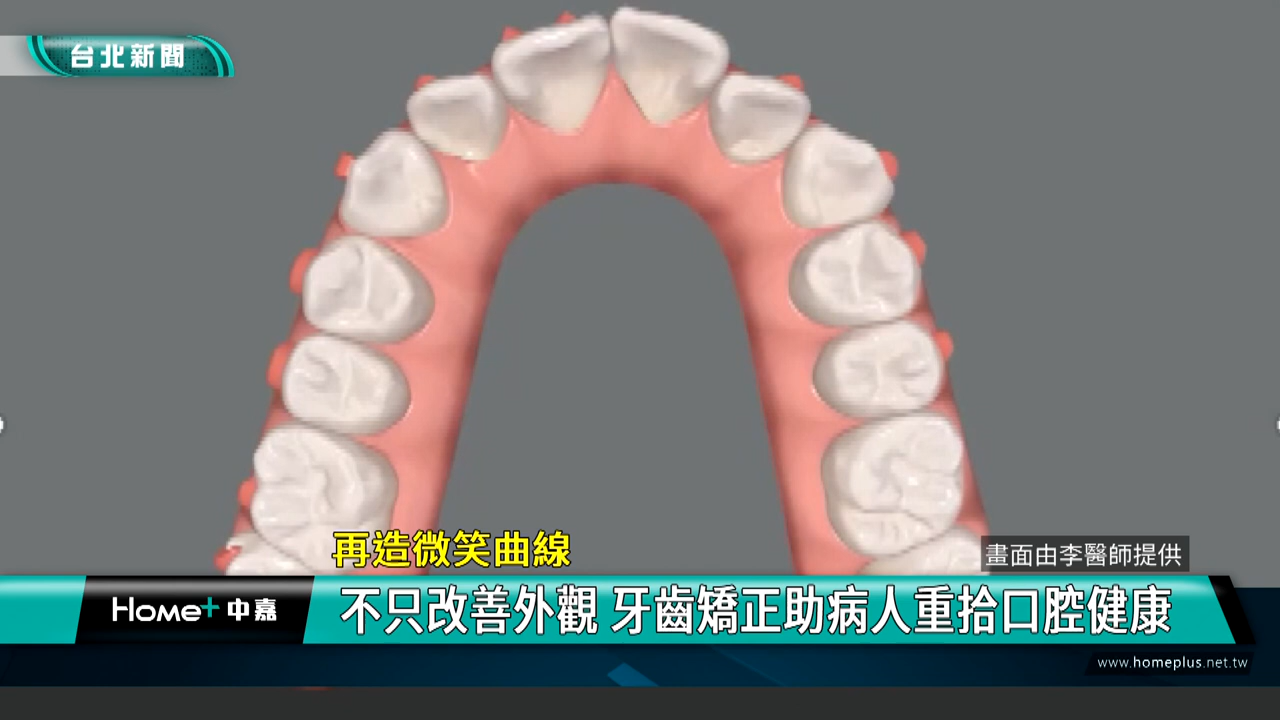 台北新聞
再造微笑曲線
畫面由李醫師提供
Home+中嘉
不只改善外觀 牙齒矯正助病人重拾口腔健康
www.homeplus.net.tw